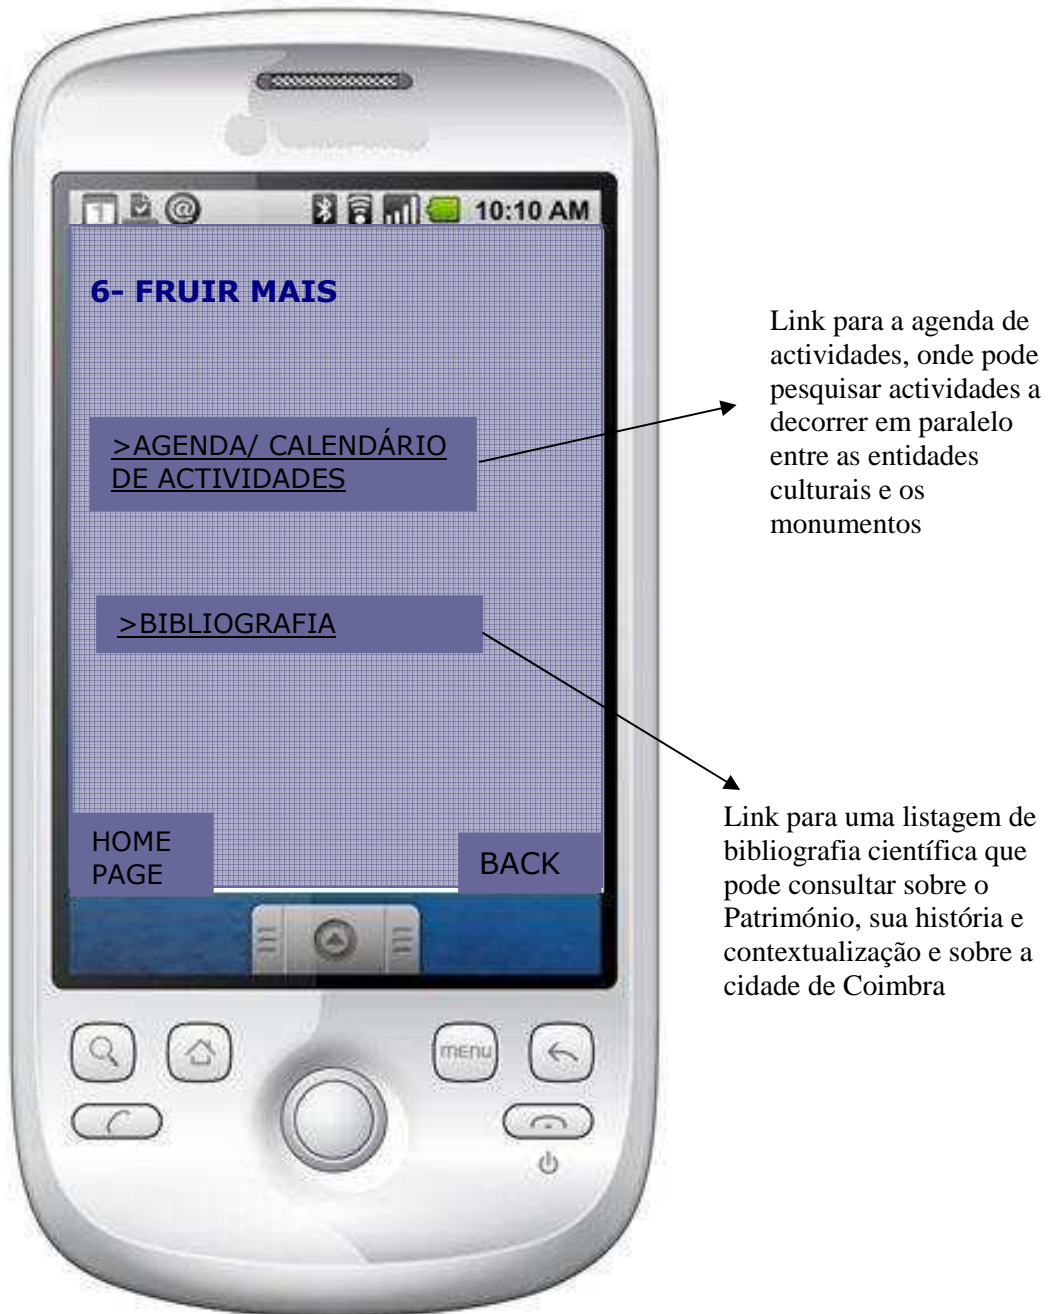 10:10 AM
6- FRUIR MAIS
>AGENDA/ CALENDÁRIO
DE ACTIVIDADES
>BIBLIOGRAFIA
HOME
PAGE
BACK
menu
Link para a agenda de
actividades, onde pode
pesquisar actividades a
decorrer em paralelo
entre as entidades
culturais e os
monumentos
Link para uma listagem de
bibliografia científica que
pode consultar sobre o
Património, sua história e
contextualização e sobre a
cidade de Coimbra